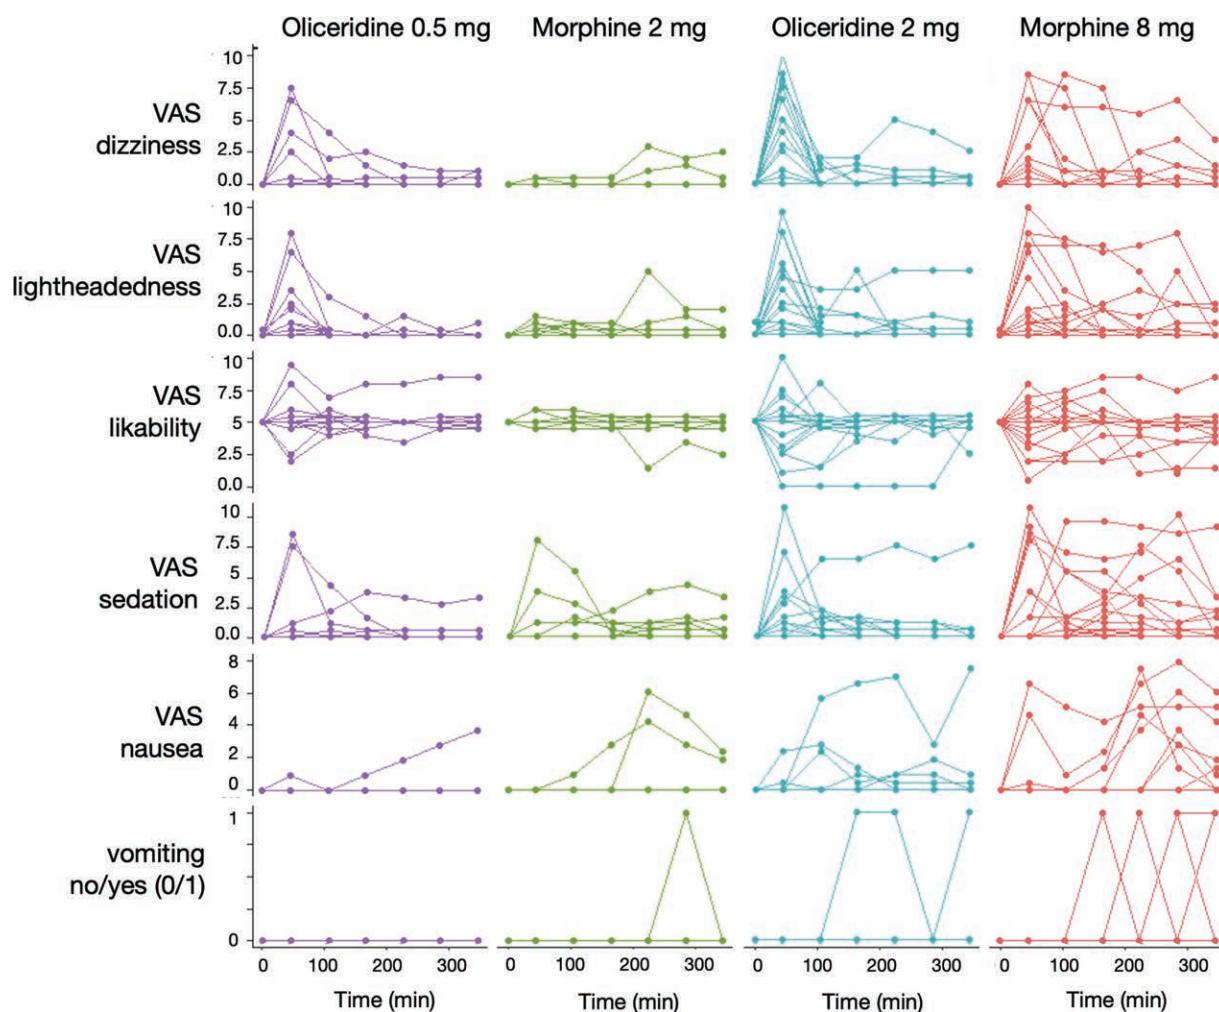 Oliceridine 0.5 mg Morphine 2 mg Oliceridine 2 mg Morphine 8 mg
VAS
dizziness
10
7.5
5
2.5
0.0
VAS
lightheadedness
10
7.5
5
2.5
0.0
VAS
likability
10
7.5
5
2.5
0.0
VAS
sedation
10
7.5
5
2.5
0.0
VAS
nausea
8
6
4
2
0
vomiting
no/yes (0/1)
1
0
0 100 200 300 0 100 200 300 0 100 200 300 0 100 200 300
Time (min) Time (min) Time (min) Time (min)